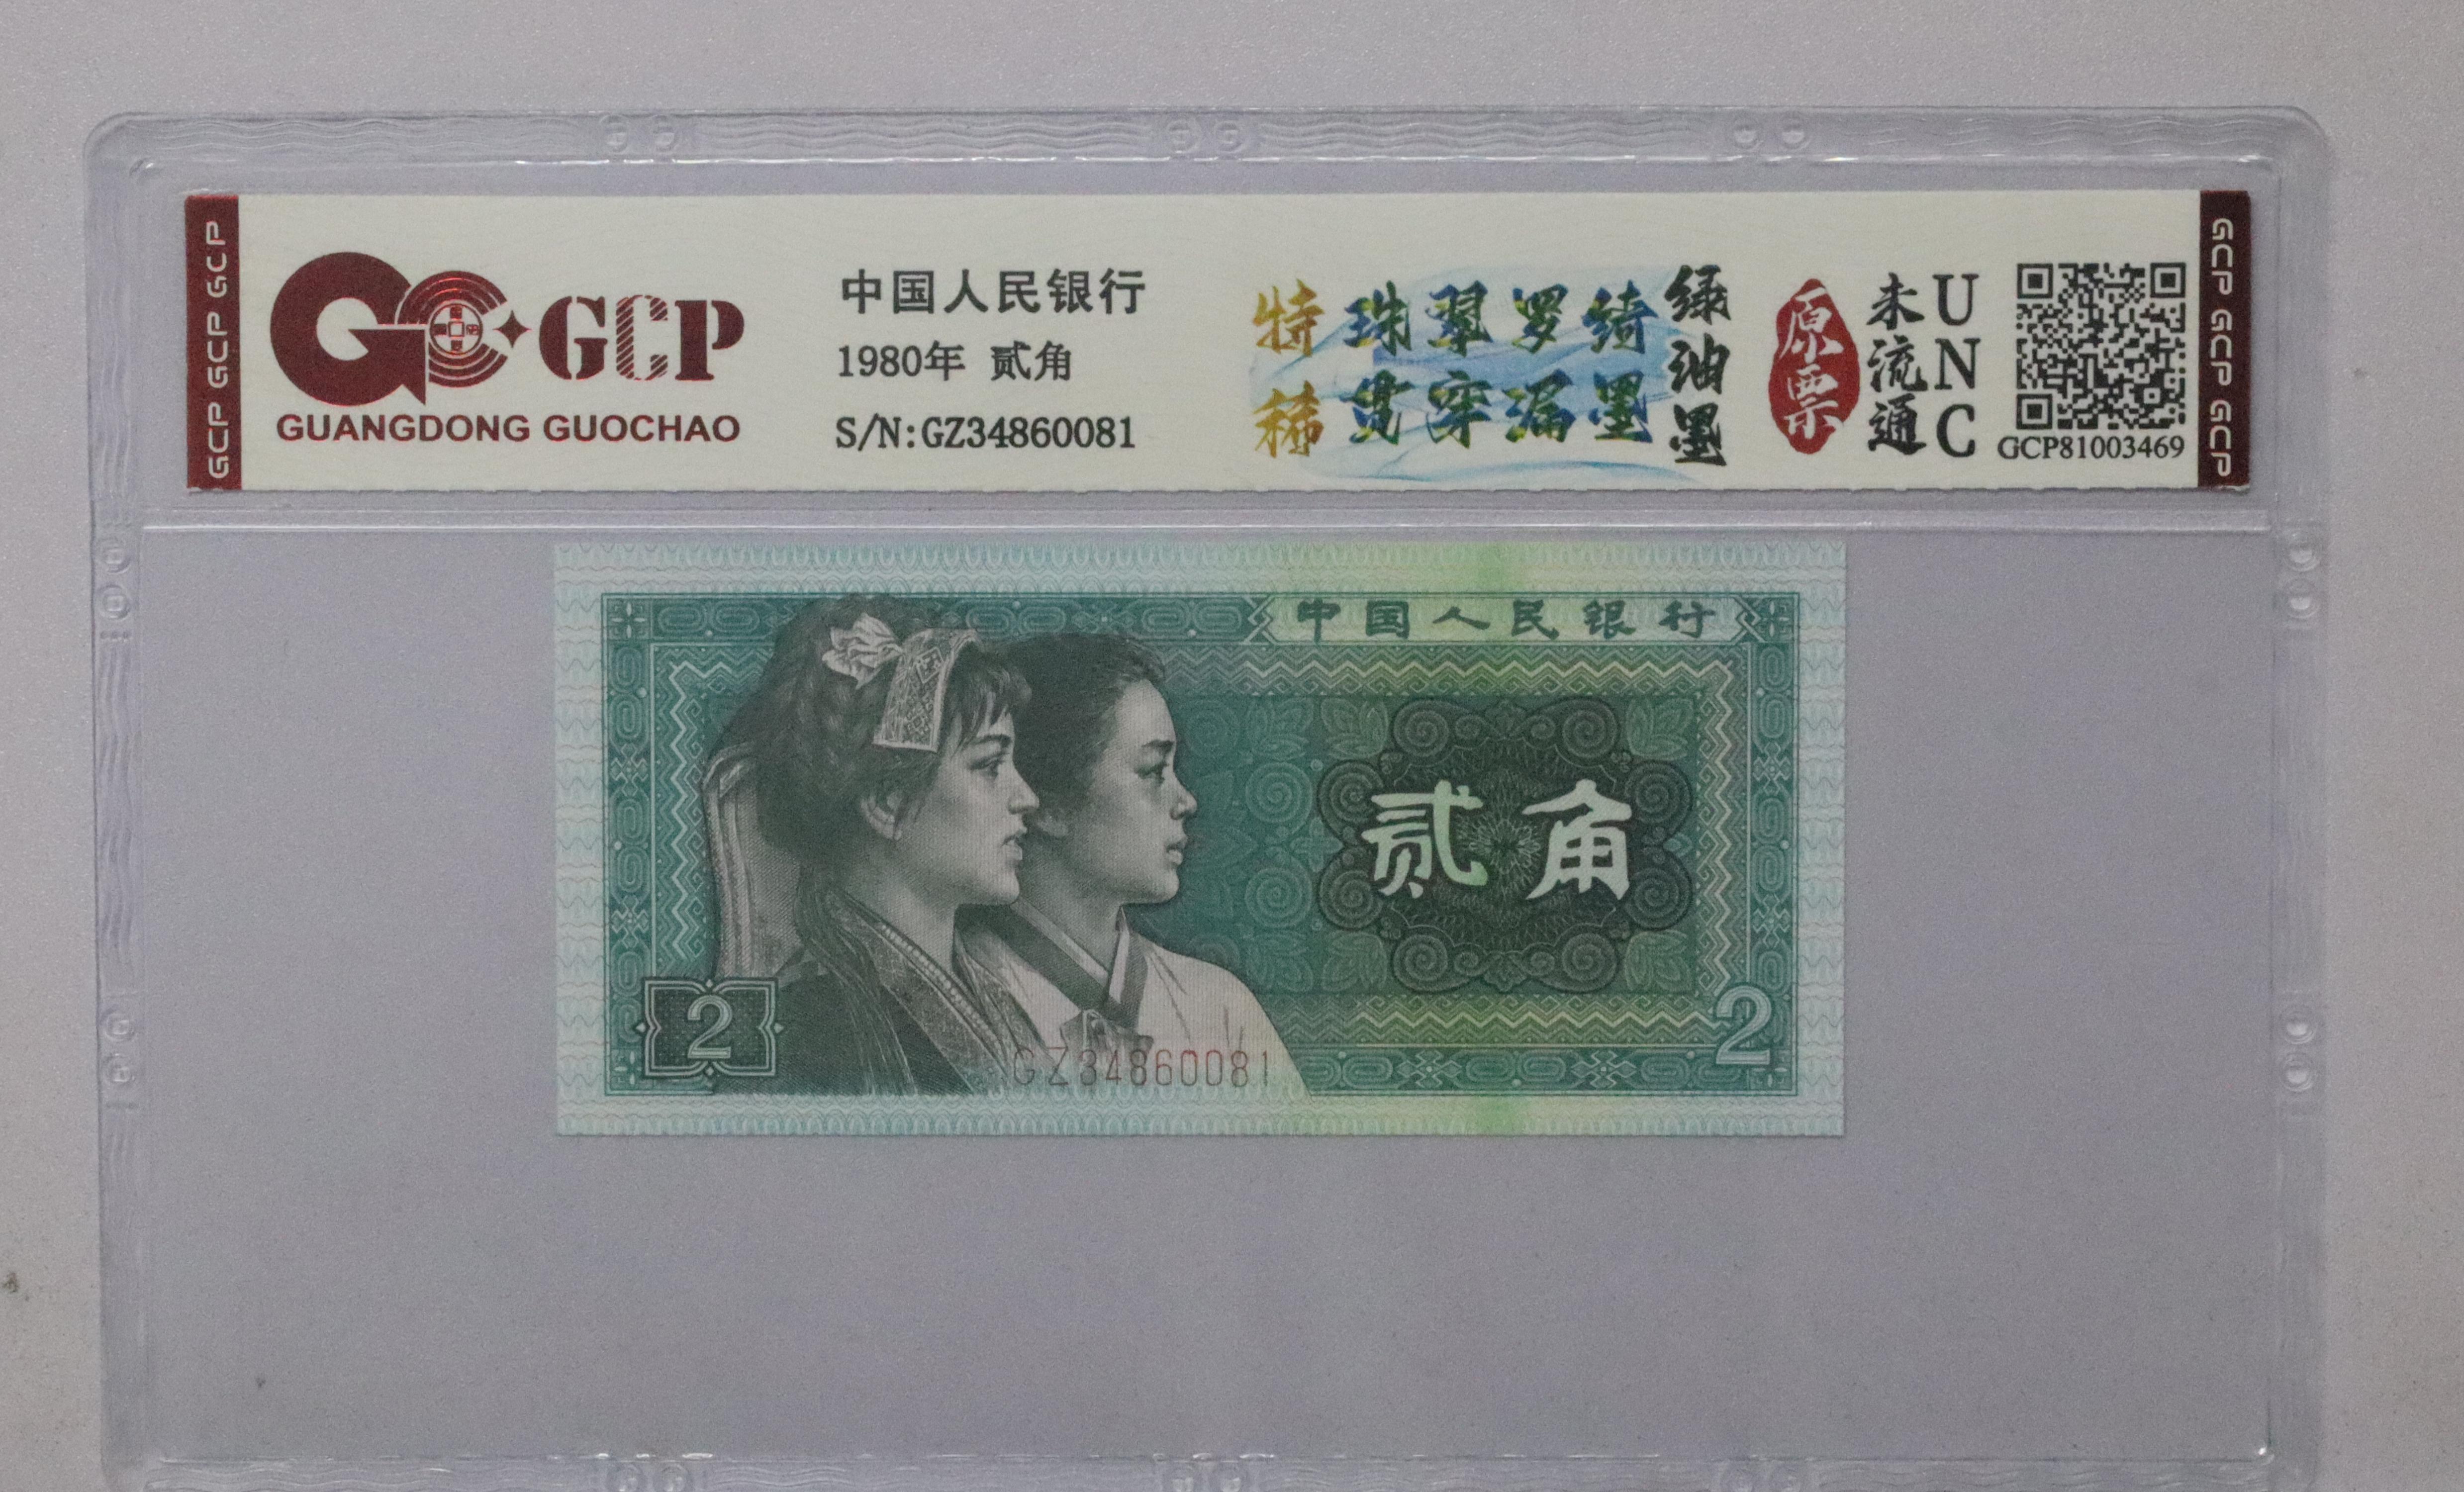 GCP GCP GCP
GCP
GUANGDONG GUOCHAO
中国人民银行
1980年 贰角
S/N:GZ34860081
特稀
珠翠罗绮
贯穿漏墨
绿油墨
原票
未流通
UNC
GCP81003469
GCP GCP GCP
中国人民银行
贰角
2
2
GZ34860081